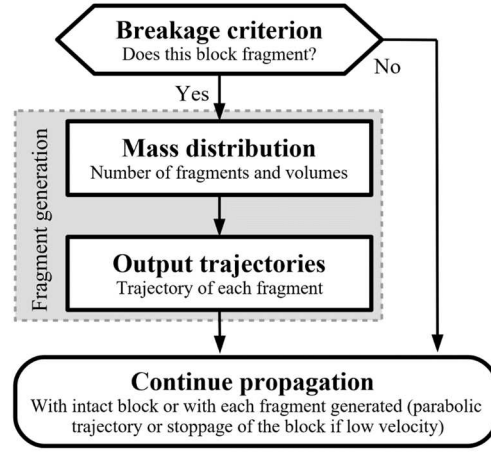 Breakage criterion
Does this block fragment?
No
Yes
Fragment generation
Mass distribution
Number of fragments and volumes
Output trajectories
Trajectory of each fragment
Continue propagation
With intact block or with each fragment generated (parabolic
trajectory or stoppage of the block if low velocity)